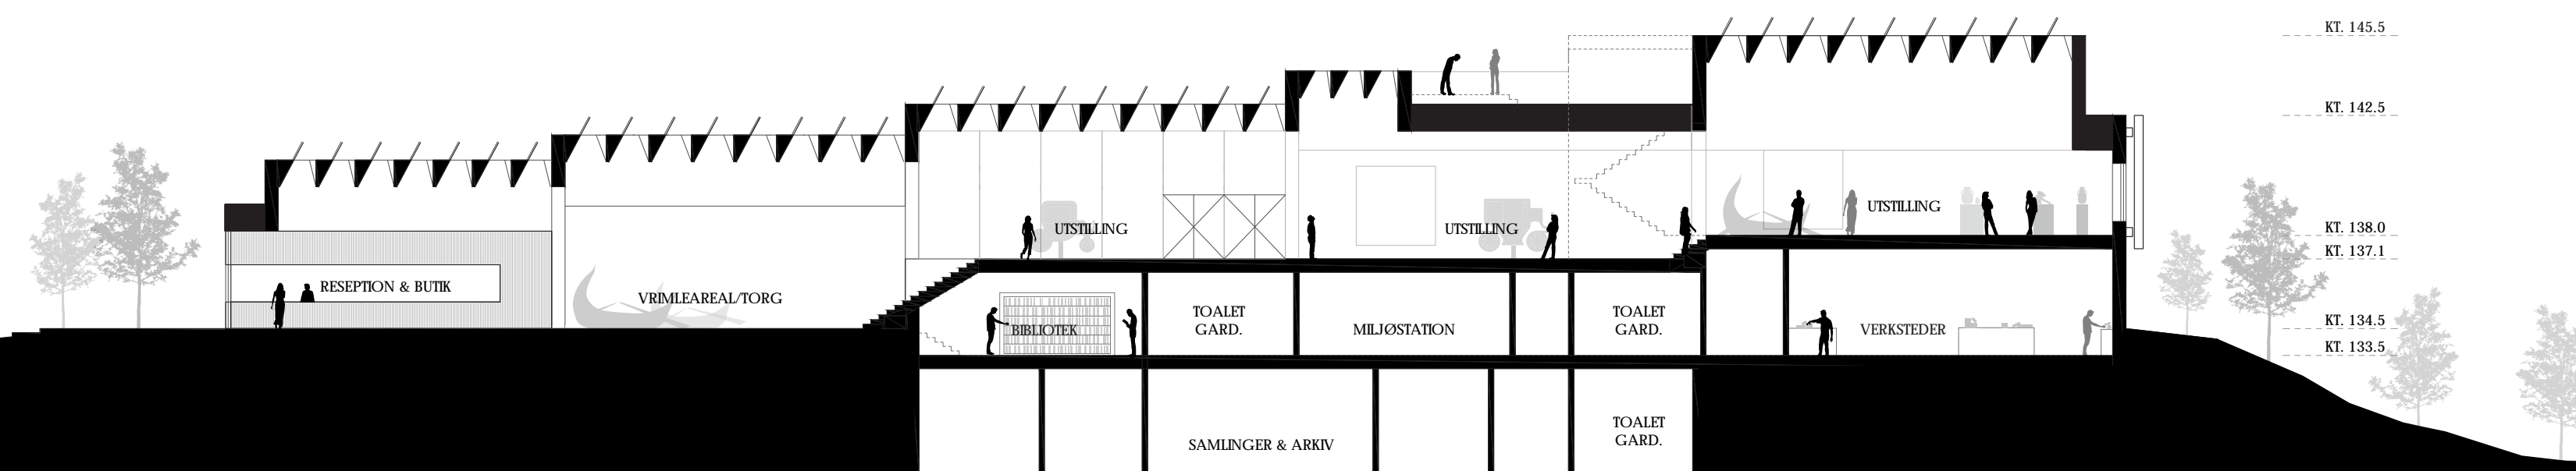 KT. 145.5
KT. 142.5
UTSTILLING
UTSTILLING
UTSTILLING
KT. 138.0
KT. 137.1
RESEPTION & BUTIK
VRIMLEAREAL/TORG
BIBLIOTEK
TOALET
GARD.
MILJØSTATION
TOALET
GARD.
VERKSTEDER
KT. 134.5
KT. 133.5
SAMLINGER & ARKIV
TOALET
GARD.